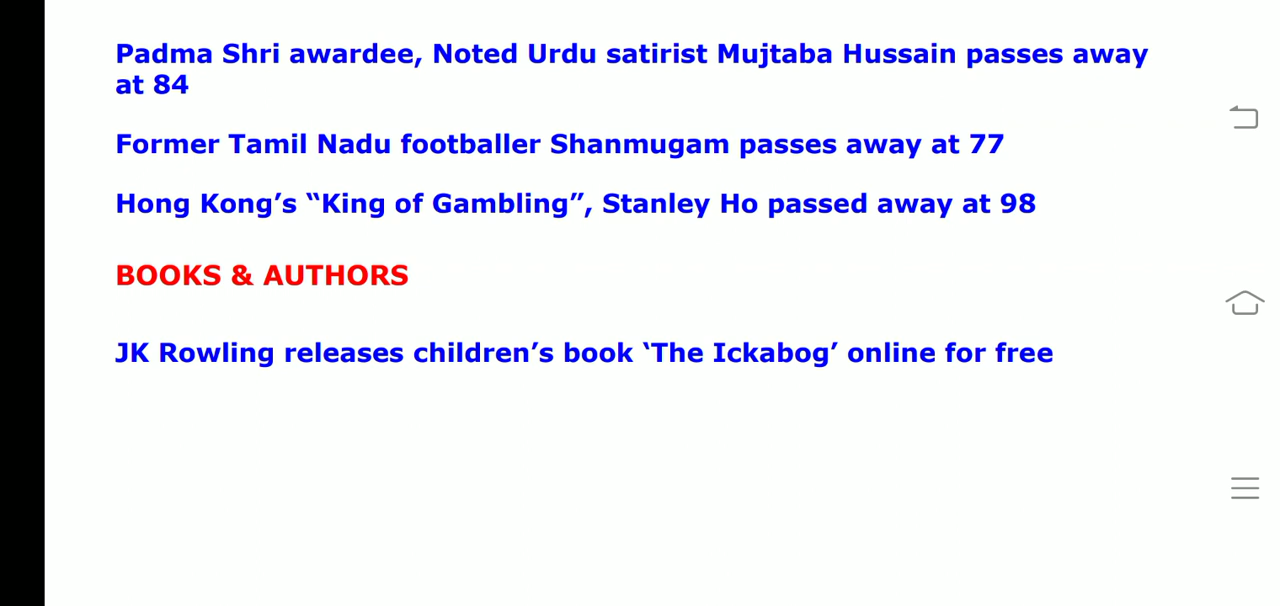 Padma Shri awardee, Noted Urdu satirist Mujtaba Hussain passes away
at 84
Former Tamil Nadu footballer Shanmugam passes away at 77
Hong Kong’s “King of Gambling”, Stanley Ho passed away at 98
BOOKS & AUTHORS
JK Rowling releases children’s book ‘The Ickabog’ online for free